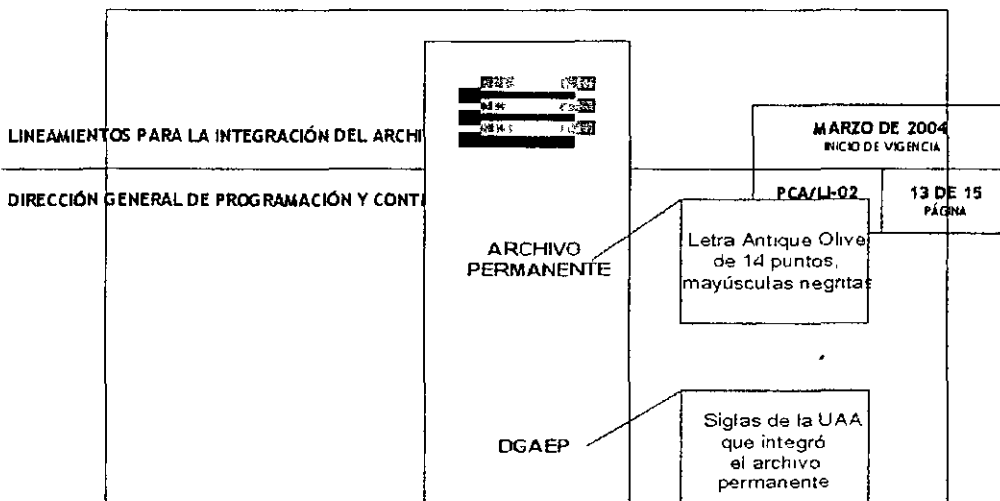 LINEAMIENTOS PARA LA INTEGRACIÓN DEL ARCHI
MARZO DE 2004
INICIO DE VIGENCIA
DIRECCIÓN GENERAL DE PROGRAMACIÓN Y CONT
PCA/LI-02
13 DE 15
PÁGINA
ARCHIVO
PERMANENTE
Letra Antique Olive
de 14 puntos,
mayúsculas negritas
DGAEP
Siglas de la UAA
que integró
el archivo
permanente